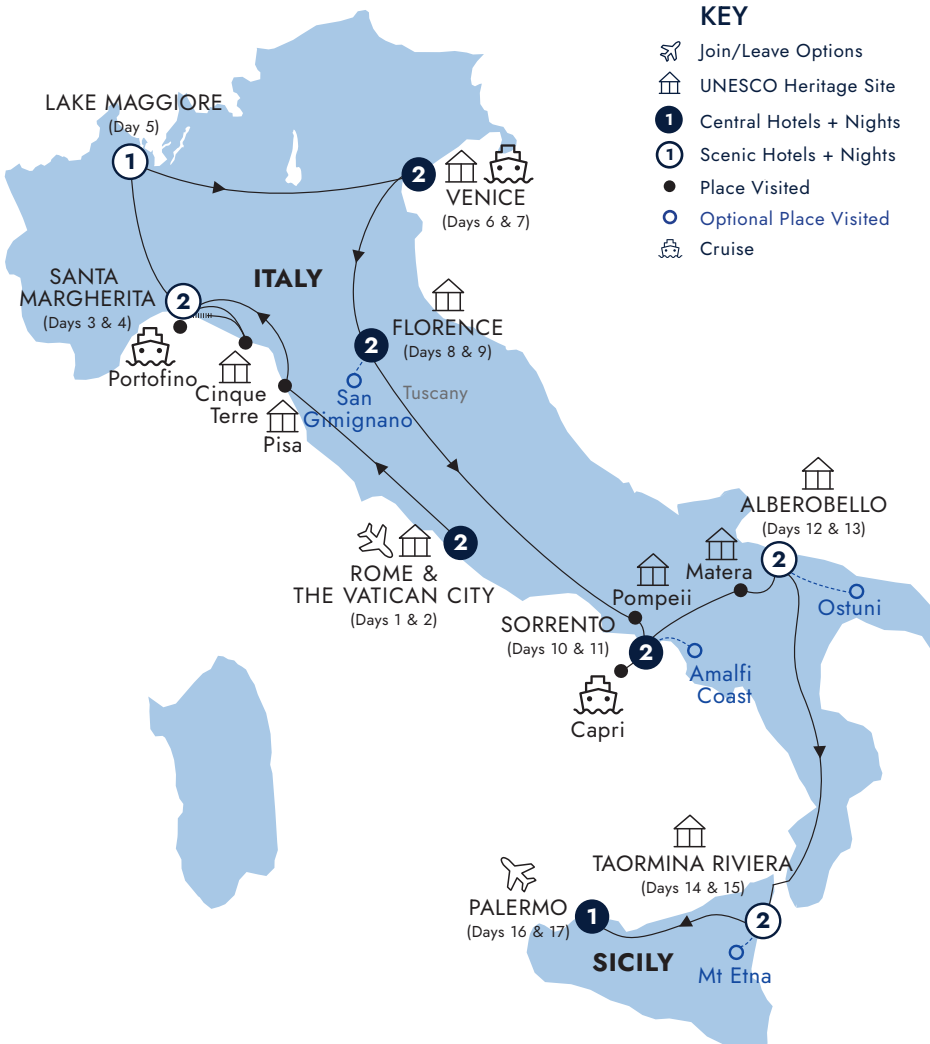 KEY
Join/Leave Options
UNESCO Heritage Site
1 Central Hotels + Nights
1 Scenic Hotels + Nights
Place Visited
Optional Place Visited
Cruise
LAKE MAGGIORE
(Day 5)
1
2
VENICE
(Days 6 & 7)
ITALY
SANTA
MARGHERITA
(Days 3 & 4)
2
Portofino
Cinque
Terre
Pisa
FLORENCE
(Days 8 & 9)
2
San
Gimignano
Tuscany
2
ROME &
THE VATICAN CITY
(Days 1 & 2)
ALBEROBELLO
(Days 12 & 13)
2
Matera
Ostuni
Pompeii
SORRENTO
(Days 10 & 11)
2
Amalfi
Coast
Capri
TAORMINA RIVIERA
(Days 14 & 15)
2
PALERMO
(Days 16 & 17)
1
SICILY
Mt Etna